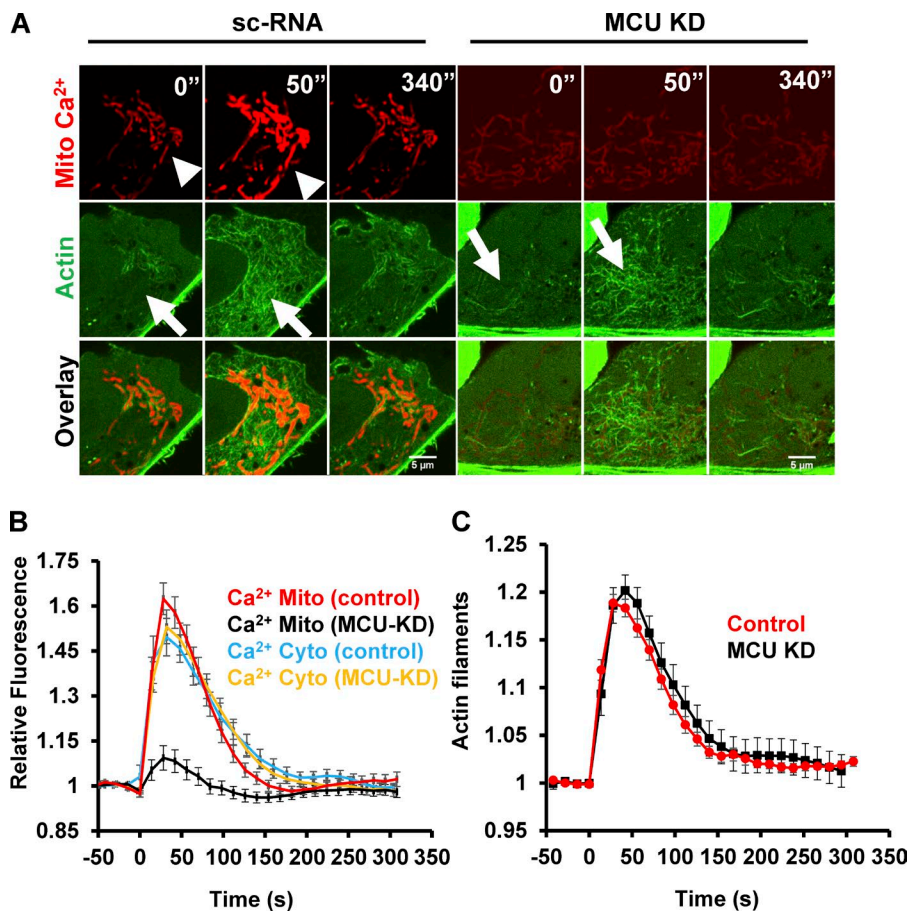 A
sc-RNA
MCU KD
Mito Ca²⁺
0” 50” 340” 0” 50” 340”
Actin
Overlay
5 µm
5 µm
B
Relative Fluorescence
1.75
1.6
1.45
1.3
1.15
1
0.85
Ca²⁺ Mito (control)
Ca²⁺ Mito (MCU-KD)
Ca²⁺ Cyto (control)
Ca²⁺ Cyto (MCU-KD)
-50 0 50 100 150 200 250 300 350
Time (s)
C
Actin filaments
1.25
1.2
1.15
1.1
1.05
1
0.95
Control
MCU KD
-50 0 50 100 150 200 250 300 350
Time (s)